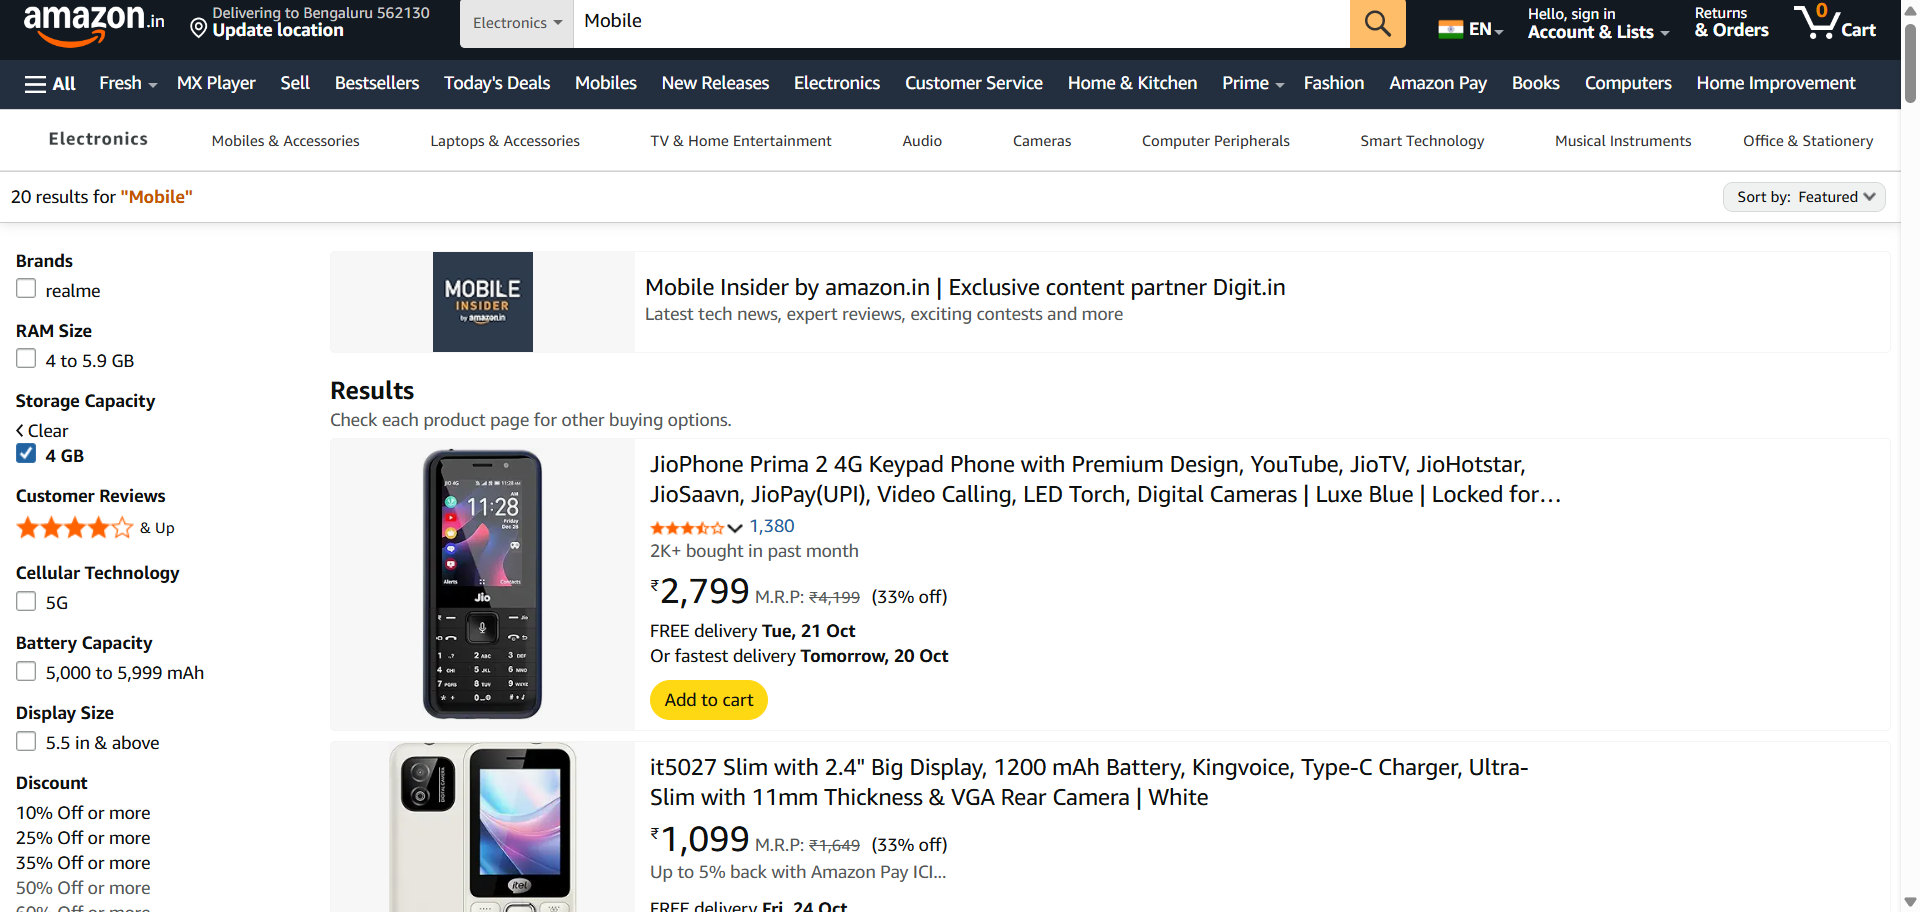 amazon.in
Delivering to Bengaluru 562130
Update location
Electronics
Mobile
EN
Hello, sign in
Account & Lists
Returns
& Orders
0
Cart
All
Fresh
MX Player
Sell
Bestsellers
Today's Deals
Mobiles
New Releases
Electronics
Customer Service
Home & Kitchen
Prime
Fashion
Amazon Pay
Books
Computers
Home Improvement
Electronics
Mobiles & Accessories
Laptops & Accessories
TV & Home Entertainment
Audio
Cameras
Computer Peripherals
Smart Technology
Musical Instruments
Office & Stationery
20 results for "Mobile"
Sort by: Featured
Brands
realme
RAM Size
4 to 5.9 GB
Storage Capacity
Clear
4 GB
Customer Reviews
& Up
Cellular Technology
5G
Battery Capacity
5,000 to 5,999 mAh
Display Size
5.5 in & above
Discount
10% Off or more
25% Off or more
35% Off or more
50% Off or more
60% Off or more
MOBILE
INSIDER
by amazon.in
Mobile Insider by amazon.in | Exclusive content partner Digit.in
Latest tech news, expert reviews, exciting contests and more
Results
Check each product page for other buying options.
11:28
AM
Friday
Alerts
Contacts
Jio
JioPhone Prima 2 4G Keypad Phone with Premium Design, YouTube, JioTV, JioHotstar,
JioSaavn, JioPay(UPI), Video Calling, LED Torch, Digital Cameras | Luxe Blue | Locked for…
1,380
2K+ bought in past month
₹2,799 M.R.P: ₹4,199 (33% off)
FREE delivery Tue, 21 Oct
Or fastest delivery Tomorrow, 20 Oct
Add to cart
DIGITAL CAMERA
itel
it5027 Slim with 2.4" Big Display, 1200 mAh Battery, Kingvoice, Type-C Charger, Ultra-
Slim with 11mm Thickness & VGA Rear Camera | White
₹1,099 M.R.P: ₹1,649 (33% off)
Up to 5% back with Amazon Pay ICI...
FREE delivery Fri, 24 Oct